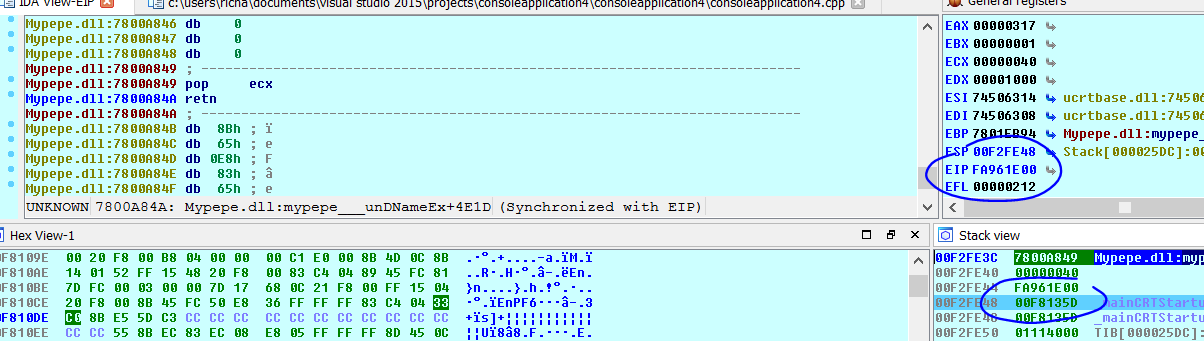 IDA View-EIP
c:\users\richa\documents\visual studio 2015\projects\consoleapplication4\consoleapplication4\consoleapplication4.cpp
General registers
Mypepe.dll:7800A846 db 0
Mypepe.dll:7800A847 db 0
Mypepe.dll:7800A848 db 0
Mypepe.dll:7800A849 ; ---------------------------------------------------------------------------
Mypepe.dll:7800A849 pop ecx
Mypepe.dll:7800A84A retn
Mypepe.dll:7800A84A ; ---------------------------------------------------------------------------
Mypepe.dll:7800A84B db 8Bh ; ï
Mypepe.dll:7800A84C db 65h ; e
Mypepe.dll:7800A84D db 0E8h ; F
Mypepe.dll:7800A84E db 83h ; â
Mypepe.dll:7800A84F db 65h ; e
UNKNOWN 7800A84A: Mypepe.dll:mypepe___unDNameEx+4E1D (Synchronized with EIP)
EAX 00000317
EBX 00000001
ECX 00000040
EDX 00001000
ESI 74506314 ucrtbase.dll:74506
EDI 74506308 ucrtbase.dll:74506
EBP 7801EB94 Mypepe.dll:mypepe_
ESP 00F2FE48 Stack[000025DC]:00
EIP FA961E00
EFL 00000212
Hex View-1
0F8109E 00 20 F8 00 B8 04 00 00 00 C1 E0 00 8B 4D 0C 8B
0F810AE 14 01 52 FF 15 48 20 F8 00 83 C4 04 89 45 FC 81
0F810BE 7D FC 00 03 00 00 7D 17 68 0C 21 F8 00 FF 15 04
0F810CE 20 F8 00 8B 45 FC 50 E8 36 FF FF FF 83 C4 04 33
0F810DE C0 8B E5 5D C3 CC CC CC CC CC CC CC CC CC CC CC
0F810EE CC CC 55 8B EC 83 EC 08 E8 05 FF FF FF 8D 45 0C
Stack view
00F2FE3C 7800A849 Mypepe.dll:myp
00F2FE40 00000040
00F2FE44 FA961E00
00F2FE48 00F8135D _mainCRTStartu
00F8135D _mainCRTStartu
00F2FE50 01114000 TIB[000025DC]: